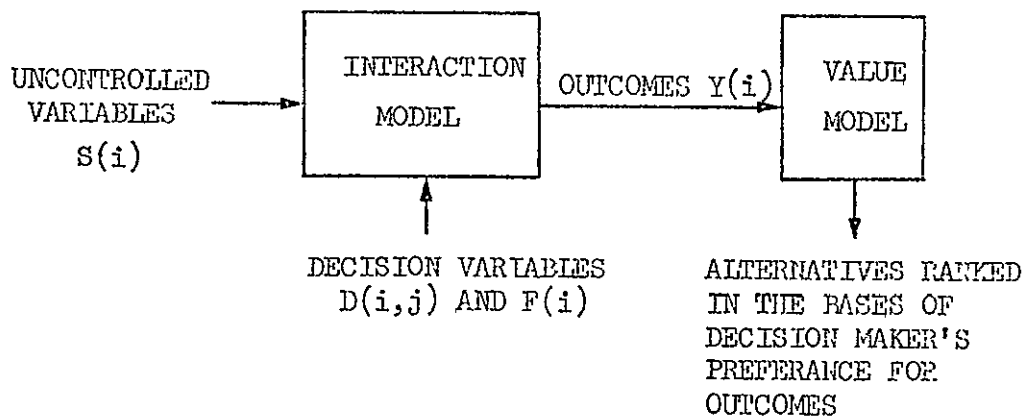 UNCONTROLLED
VARIABLES
S(i)
INTERACTION
MODEL
OUTCOMES Y(i)
VALUE
MODEL
DECISION VARIABLES
D(i,j) AND F(i)
ALTERNATIVES RANKED
IN THE BASES OF
DECISION MAKER'S
PREFERANCE FOR
OUTCOMES